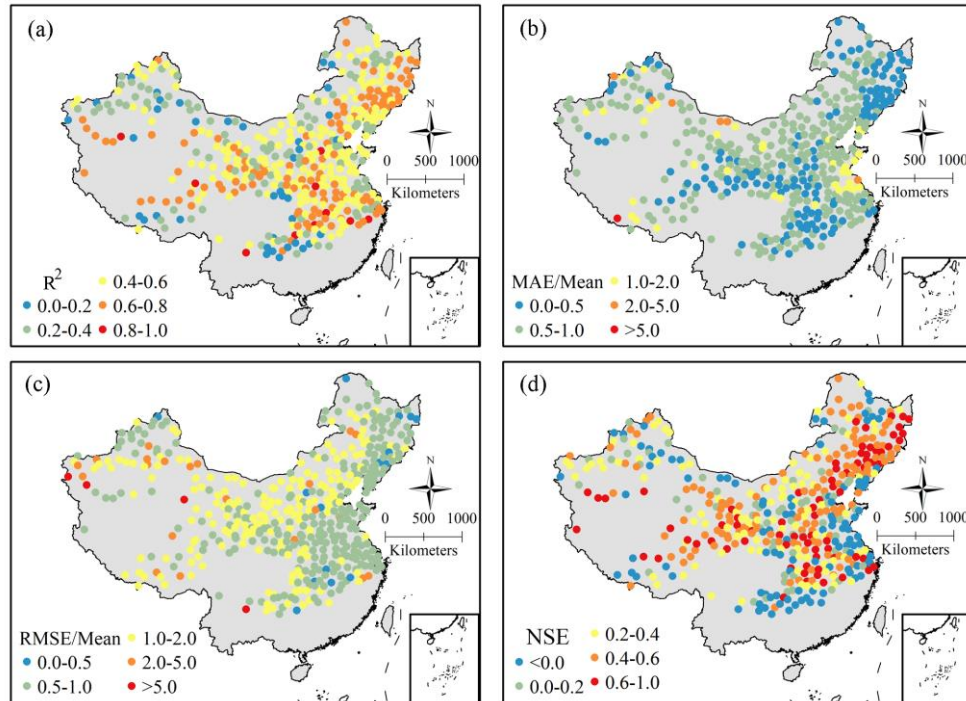 (a)
N
0 500 1000
Kilometers
R2
0.0-0.2
0.2-0.4
0.4-0.6
0.6-0.8
0.8-1.0
(b)
N
0 500 1000
Kilometers
MAE/Mean
0.0-0.5
0.5-1.0
1.0-2.0
2.0-5.0
>5.0
(c)
N
0 500 1000
Kilometers
RMSE/Mean
0.0-0.5
0.5-1.0
1.0-2.0
2.0-5.0
>5.0
(d)
N
0 500 1000
Kilometers
NSE
<0.0
0.0-0.2
0.2-0.4
0.4-0.6
0.6-1.0